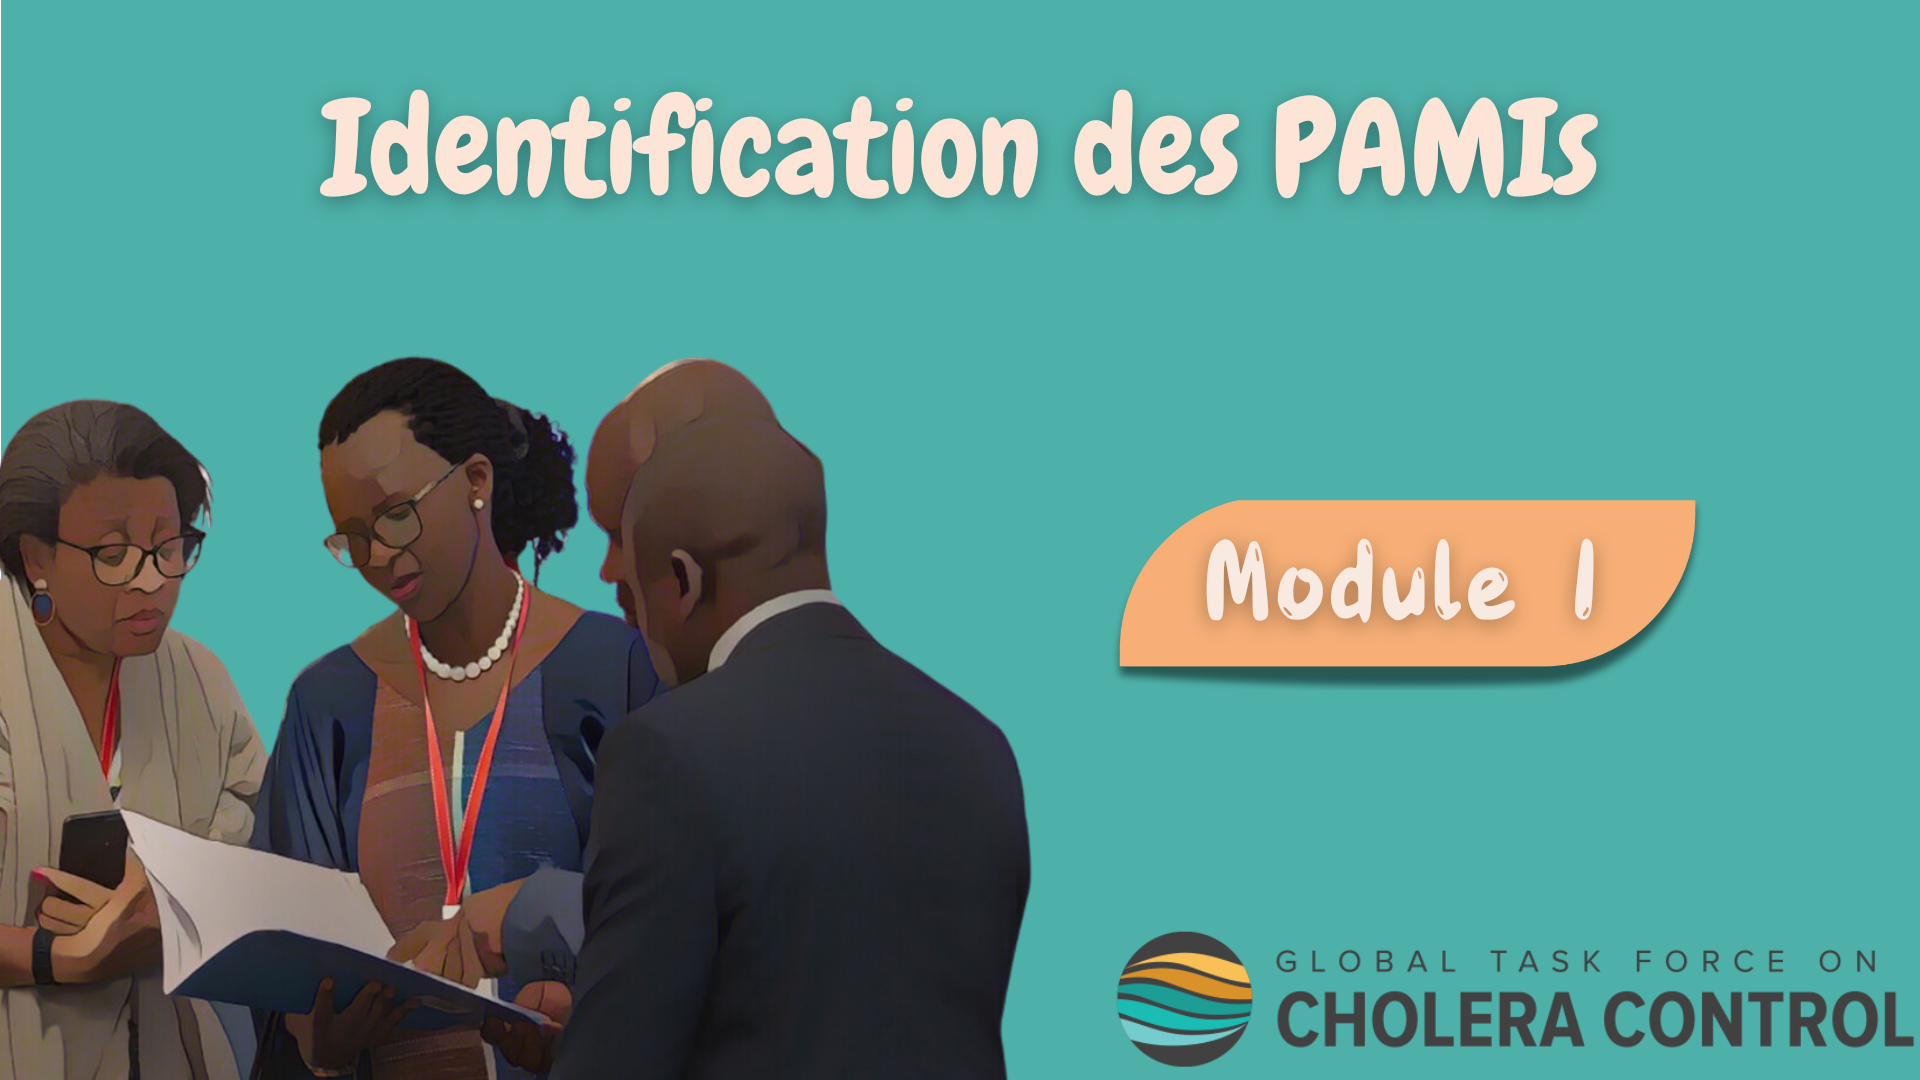 Identification des PAMIs
Module 1
GLOBAL TASK FORCE ON
CHOLERA CONTROL